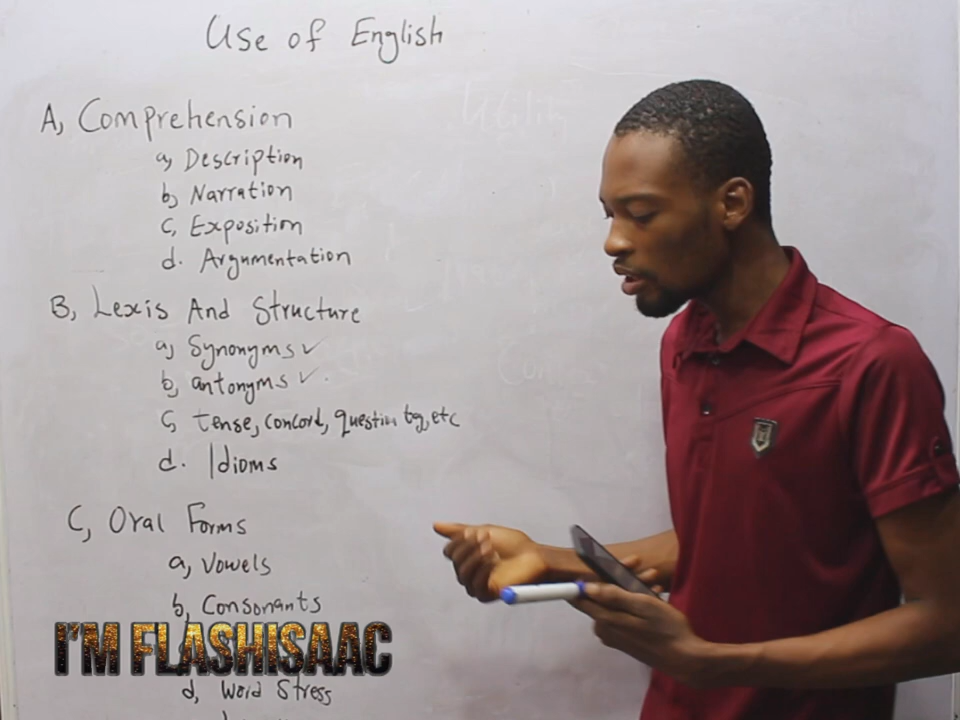 Use of English
A, Comprehension
a, Description
b, Narration
c, Exposition
d. Argumentation
B, Lexis And Structure
a, Synonyms ✓
b, antonyms ✓.
c, tense, concord, question tg, etc
d. Idioms
C, Oral Forms
a, Vowels
b, Consonants
I'M FLASHISAAC
d, Word Stress